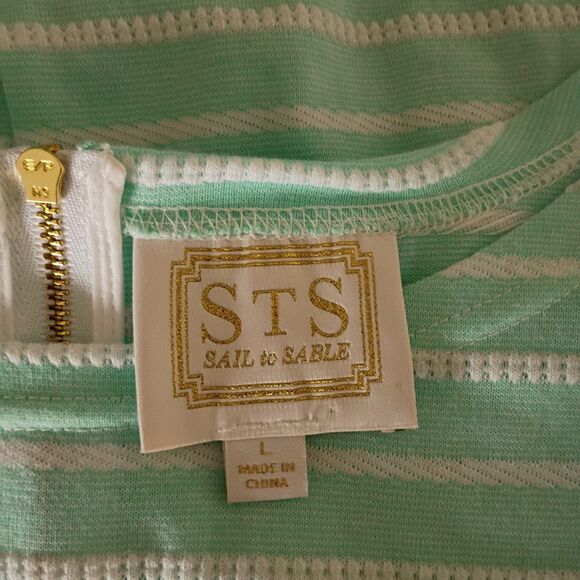 STS
SAIL to SABLE
L
MADE IN
CHINA